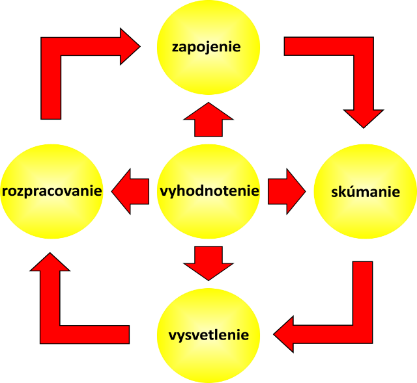 zapojenie
rozpracovanie
vyhodnotenie
skúmanie
vysvetlenie